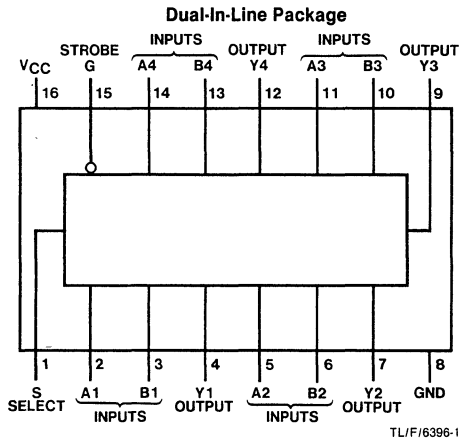 Dual-In-Line Package
INPUTS INPUTS
STROBE OUTPUT OUTPUT
VCC G A4 B4 Y4 A3 B3 Y3
16 15 14 13 12 11 10 9
1 2 3 4 5 6 7 8
S A1 B1 Y1 A2 B2 Y2 GND
SELECT INPUTS OUTPUT INPUTS OUTPUT
TL/F/6396-1